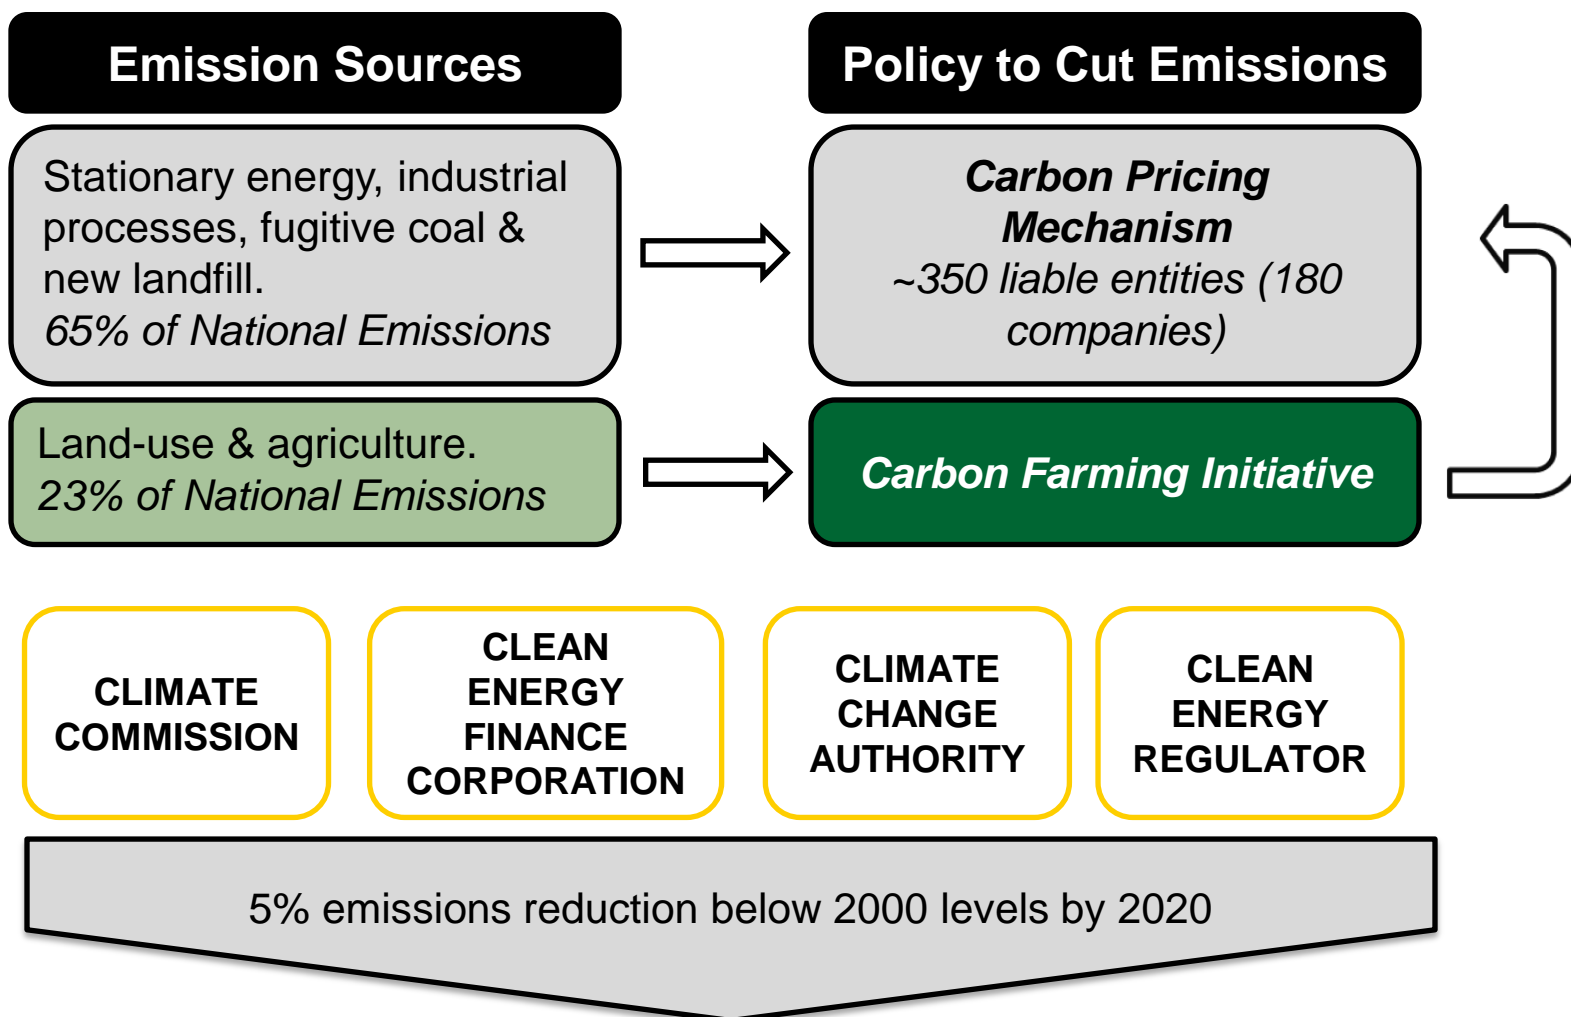 Emission Sources
Policy to Cut Emissions
Stationary energy, industrial
processes, fugitive coal &
new landfill.
65% of National Emissions
Carbon Pricing
Mechanism
~350 liable entities (180
companies)
Land-use & agriculture.
23% of National Emissions
Carbon Farming Initiative
CLIMATE
COMMISSION
CLEAN
ENERGY
FINANCE
CORPORATION
CLIMATE
CHANGE
AUTHORITY
CLEAN
ENERGY
REGULATOR
5% emissions reduction below 2000 levels by 2020